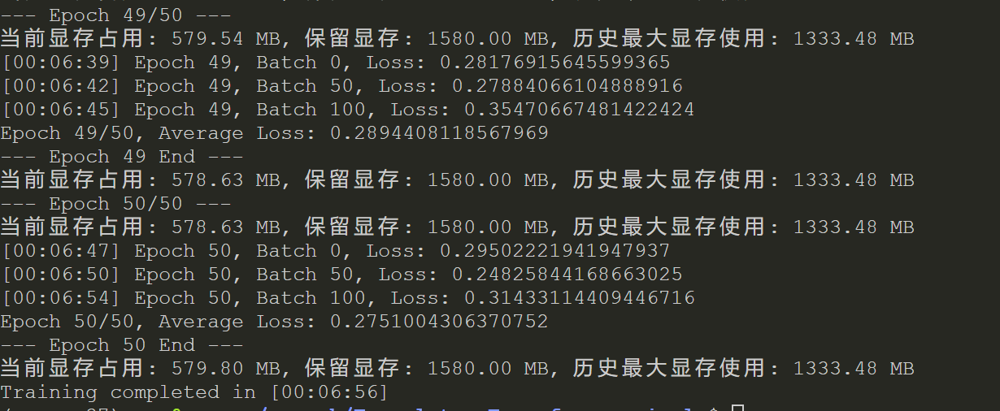 --- Epoch 49/50 ---
当前显存占用: 579.54 MB, 保留显存: 1580.00 MB, 历史最大显存使用: 1333.48 MB
[00:06:39] Epoch 49, Batch 0, Loss: 0.28176915645599365
[00:06:42] Epoch 49, Batch 50, Loss: 0.27884066104888916
[00:06:45] Epoch 49, Batch 100, Loss: 0.35470667481422424
Epoch 49/50, Average Loss: 0.2894408118567969
--- Epoch 49 End ---
当前显存占用: 578.63 MB, 保留显存: 1580.00 MB, 历史最大显存使用: 1333.48 MB
--- Epoch 50/50 ---
当前显存占用: 578.63 MB, 保留显存: 1580.00 MB, 历史最大显存使用: 1333.48 MB
[00:06:47] Epoch 50, Batch 0, Loss: 0.29502221941947937
[00:06:50] Epoch 50, Batch 50, Loss: 0.24825844168663025
[00:06:54] Epoch 50, Batch 100, Loss: 0.31433114409446716
Epoch 50/50, Average Loss: 0.2751004306370752
--- Epoch 50 End ---
当前显存占用: 579.80 MB, 保留显存: 1580.00 MB, 历史最大显存使用: 1333.48 MB
Training completed in [00:06:56]